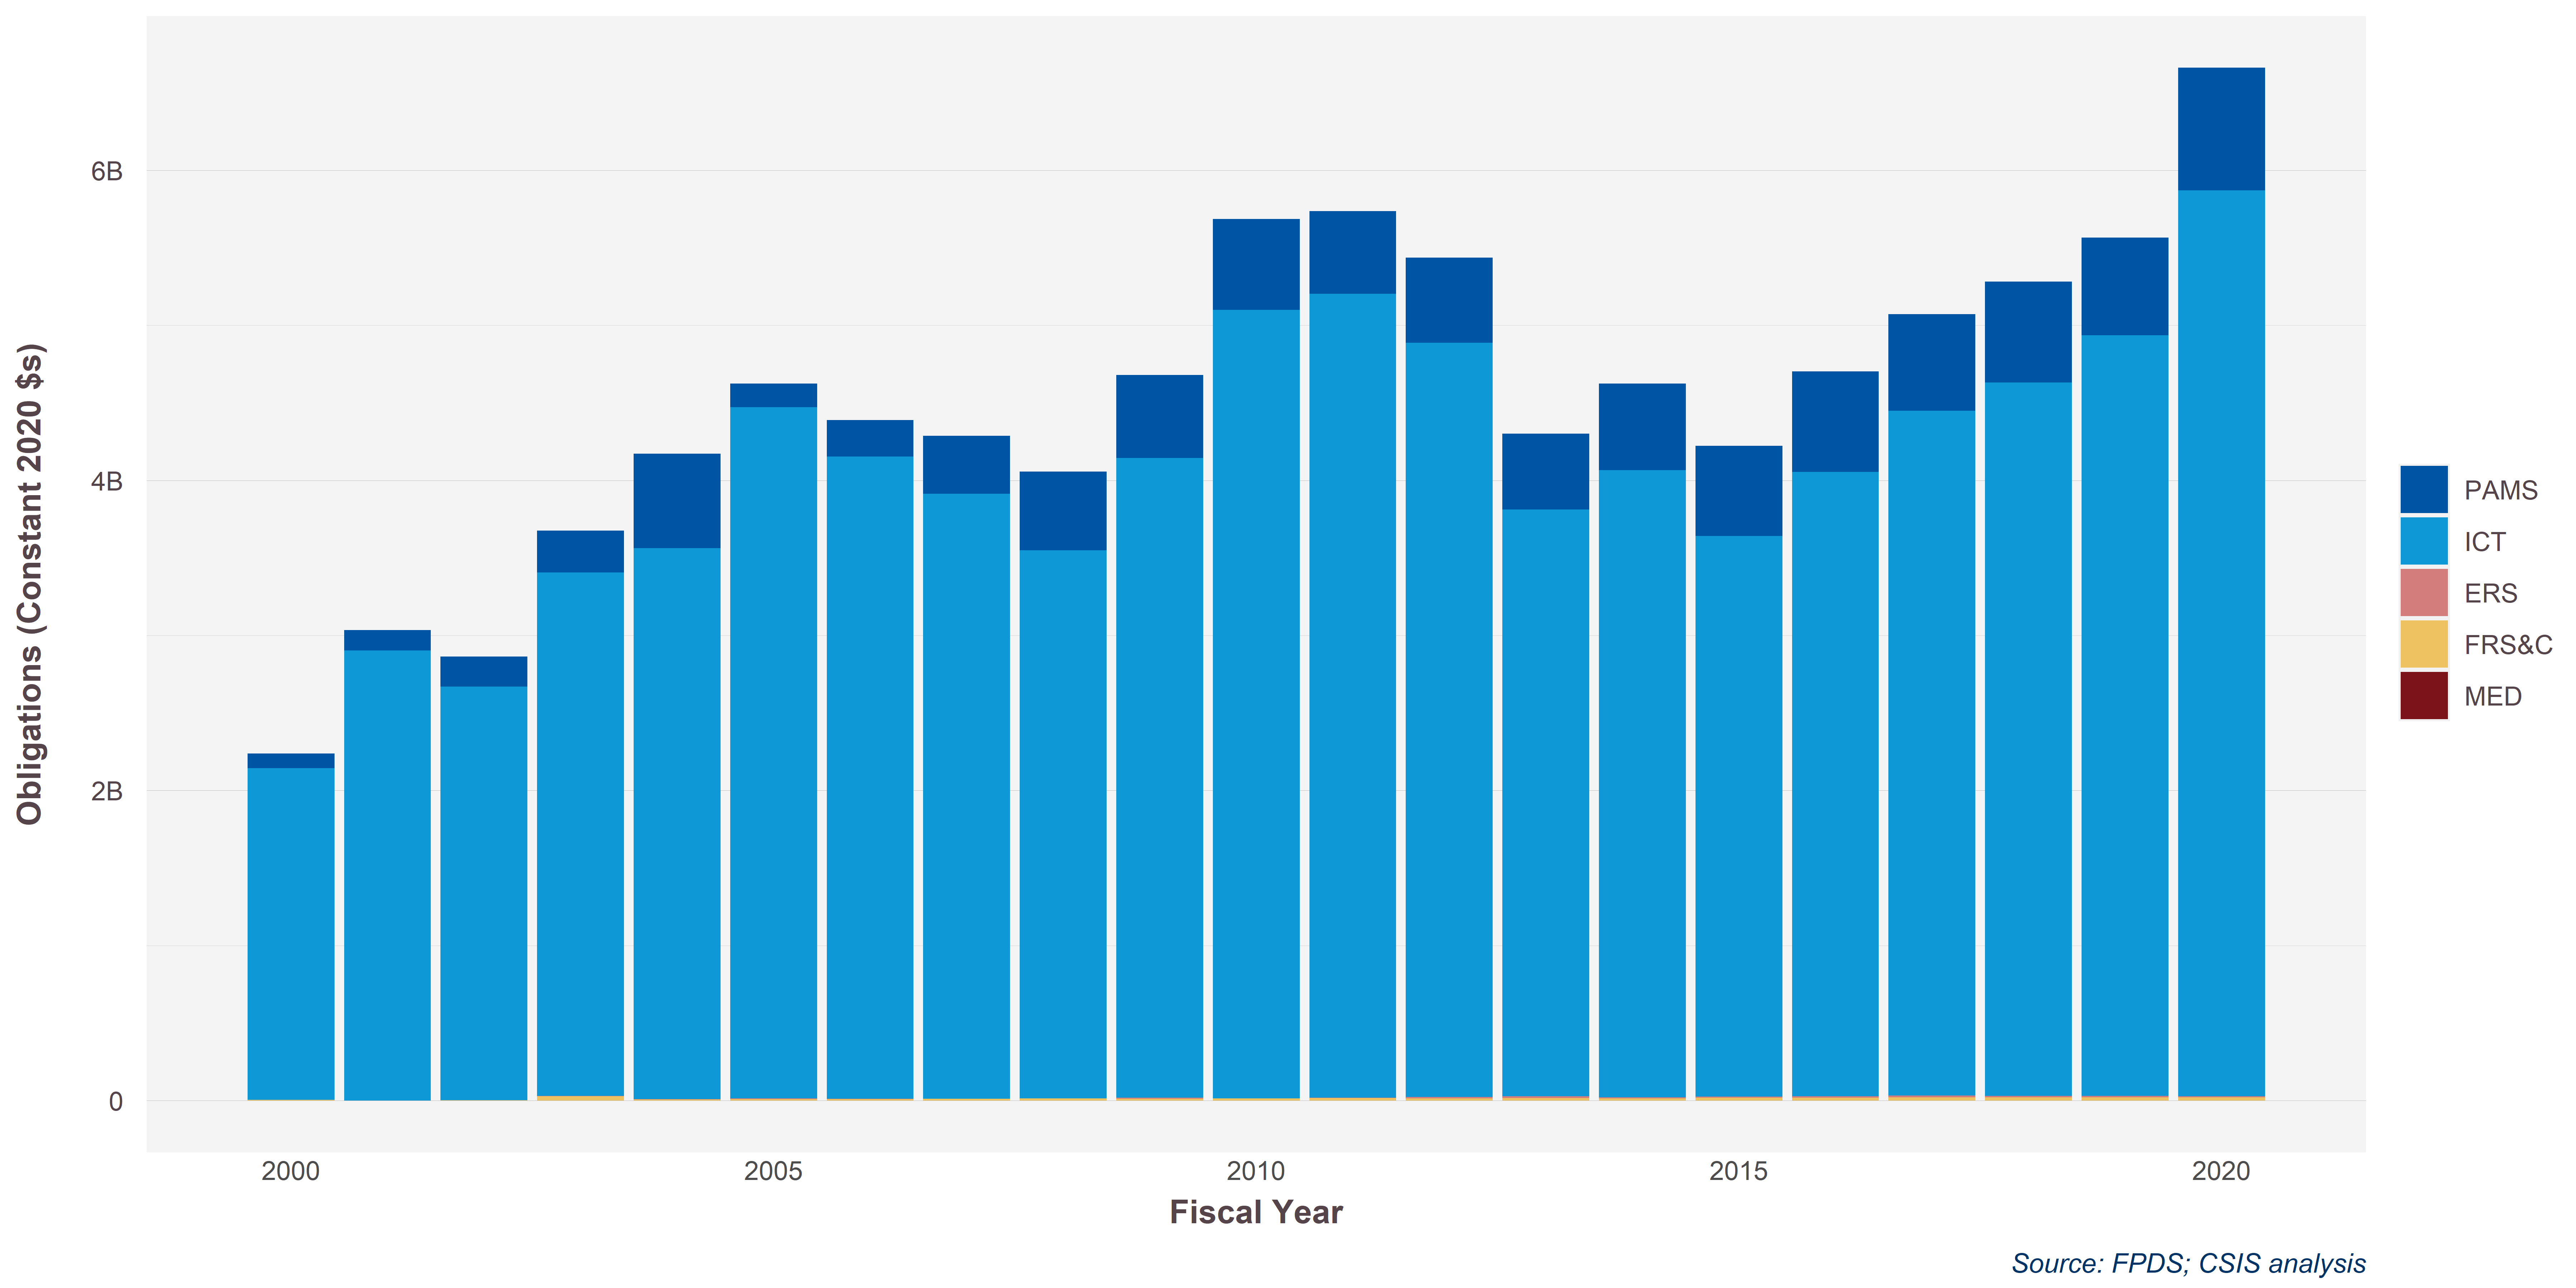 Obligations (Constant 2020 $s)
6B
4B
2B
0
2000
2005
2010
2015
2020
Fiscal Year
PAMS
ICT
ERS
FRS&C
MED
Source: FPDS; CSIS analysis